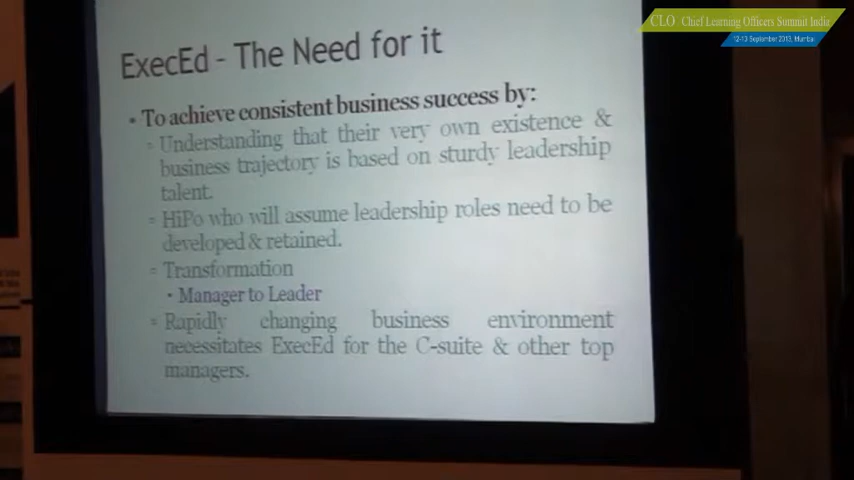 CLO Chief Learning Officers Summit India
12-13 September 2013, Mumbai
ExecEd - The Need for it
• To achieve consistent business success by:
▫ Understanding that their very own existence &
business trajectory is based on sturdy leadership
talent.
▫ HiPo who will assume leadership roles need to be
developed & retained.
▫ Transformation
• Manager to Leader
▫ Rapidly changing business environment
necessitates ExecEd for the C-suite & other top
managers.